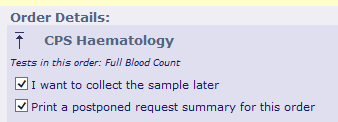 Order Details:
CPS Haematology
Tests in this order: Full Blood Count
I want to collect the sample later
Print a postponed request summary for this order